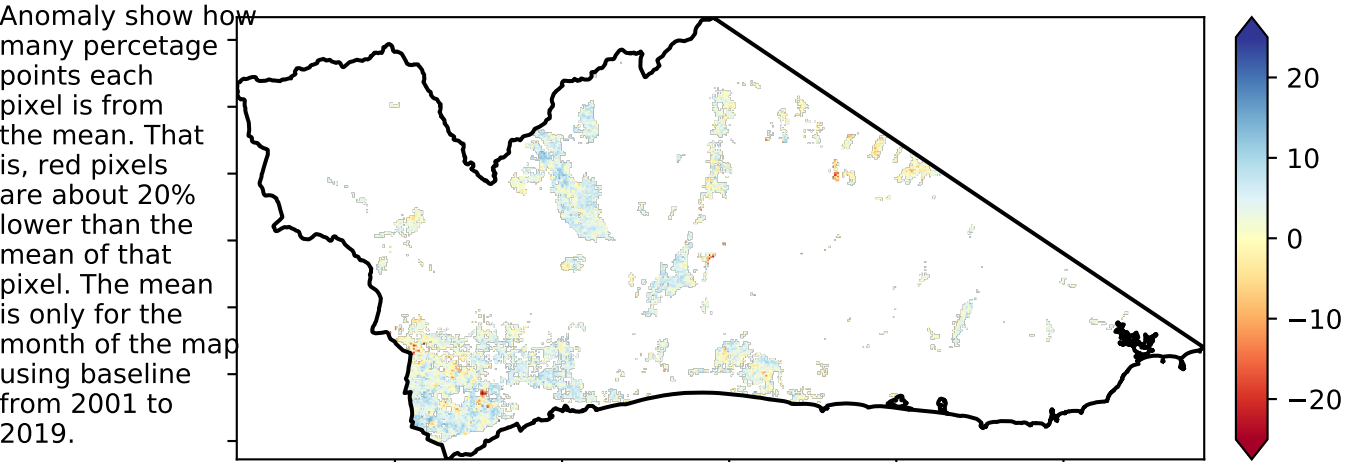 Anomaly show how
many percetage
points each
pixel is from
the mean. That
is, red pixels
are about 20%
lower than the
mean of that
pixel. The mean
is only for the
month of the map
using baseline
from 2001 to
2019.
20
10
0
−10
−20